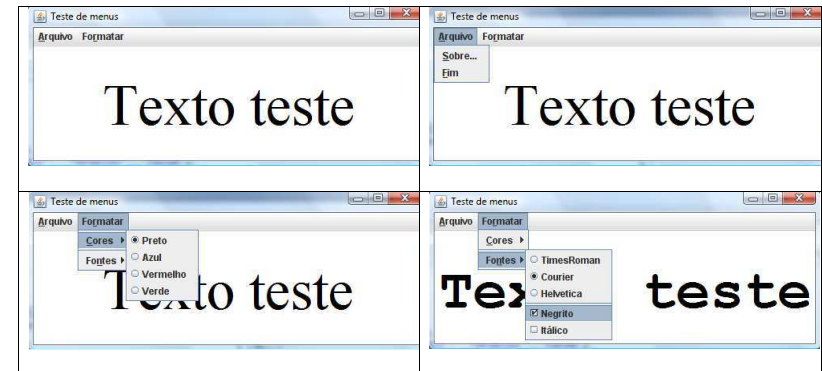 Teste de menus
Arquivo Formatar
Texto teste
Teste de menus
Arquivo Formatar
Sobre...
Fim
Texto teste
Teste de menus
Arquivo Formatar
Cores Preto
Fontes Azul
Vermelho
Verde
Texto teste
Teste de menus
Arquivo Formatar
Cores
Fontes TimesRoman
Courier
Helvetica
Negrito
Itálico
Tex teste